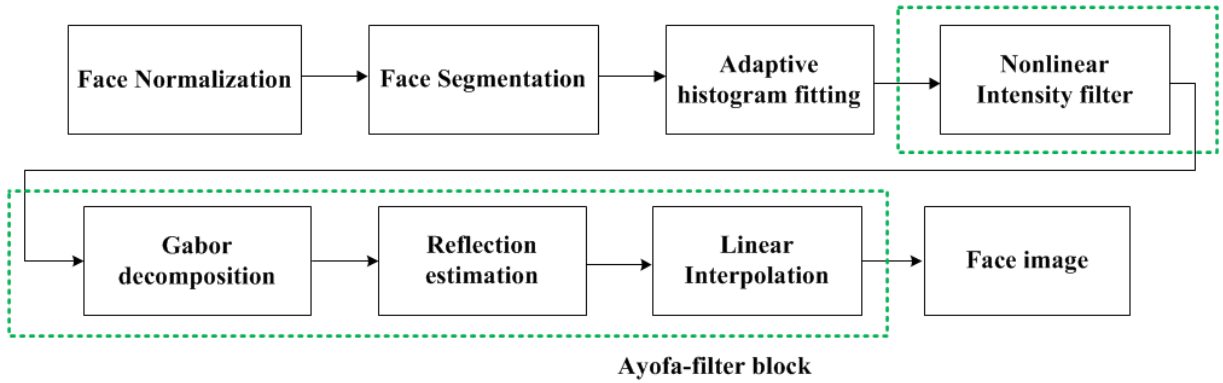 Face Normalization
Face Segmentation
Adaptive
histogram fitting
Nonlinear
Intensity filter
Gabor
decomposition
Reflection
estimation
Linear
Interpolation
Face image
Ayofa-filter block